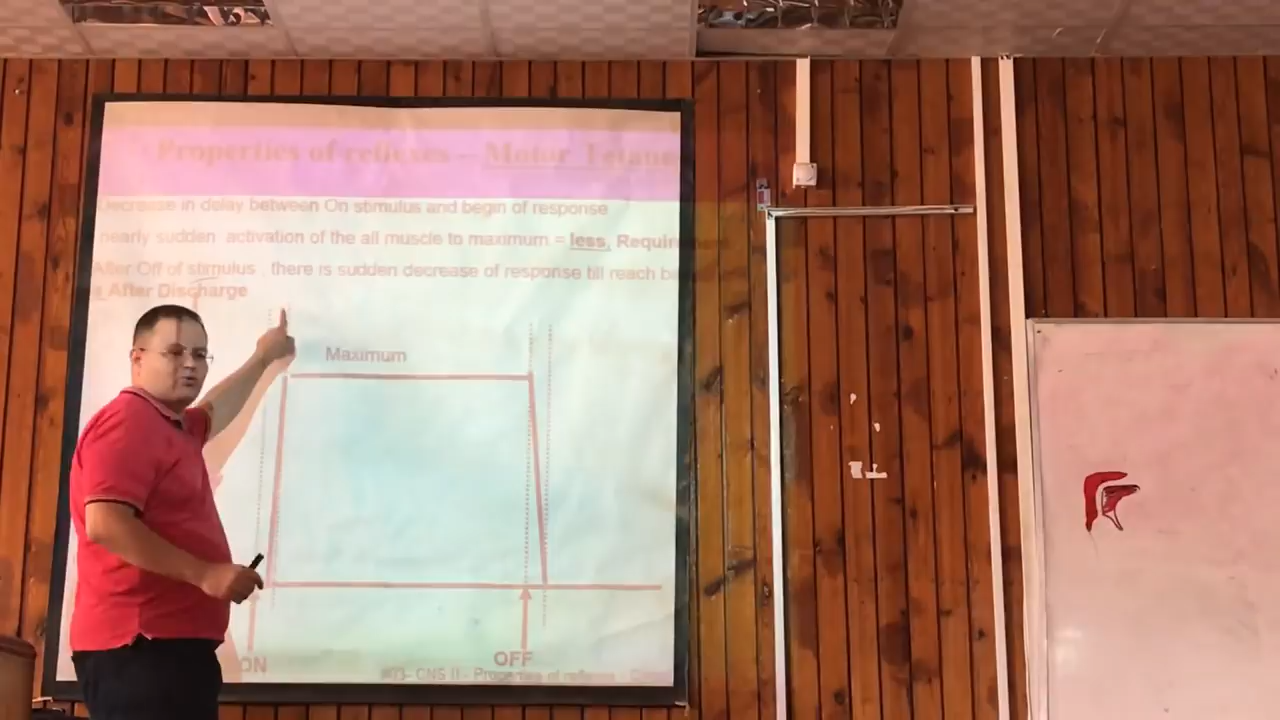 Properties of reflexes – Motor Tetanus
Decrease in delay between On stimulus and begin of response
nearly sudden activation of the all muscle to maximum = less,
After Off of stimulus , there is sudden decrease of response till reach
After Discharge
Maximum
ON
OFF
CNS II - Properties of reflexes